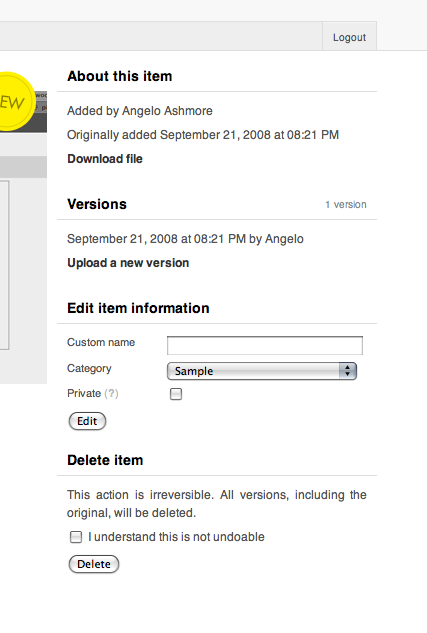 Logout
EW
About this item
Added by Angelo Ashmore
Originally added September 21, 2008 at 08:21 PM
Download file
Versions
1 version
September 21, 2008 at 08:21 PM by Angelo
Upload a new version
Edit item information
Custom name
Category
Sample
Private (?)
Edit
Delete item
This action is irreversible. All versions, including the
original, will be deleted.
I understand this is not undoable
Delete